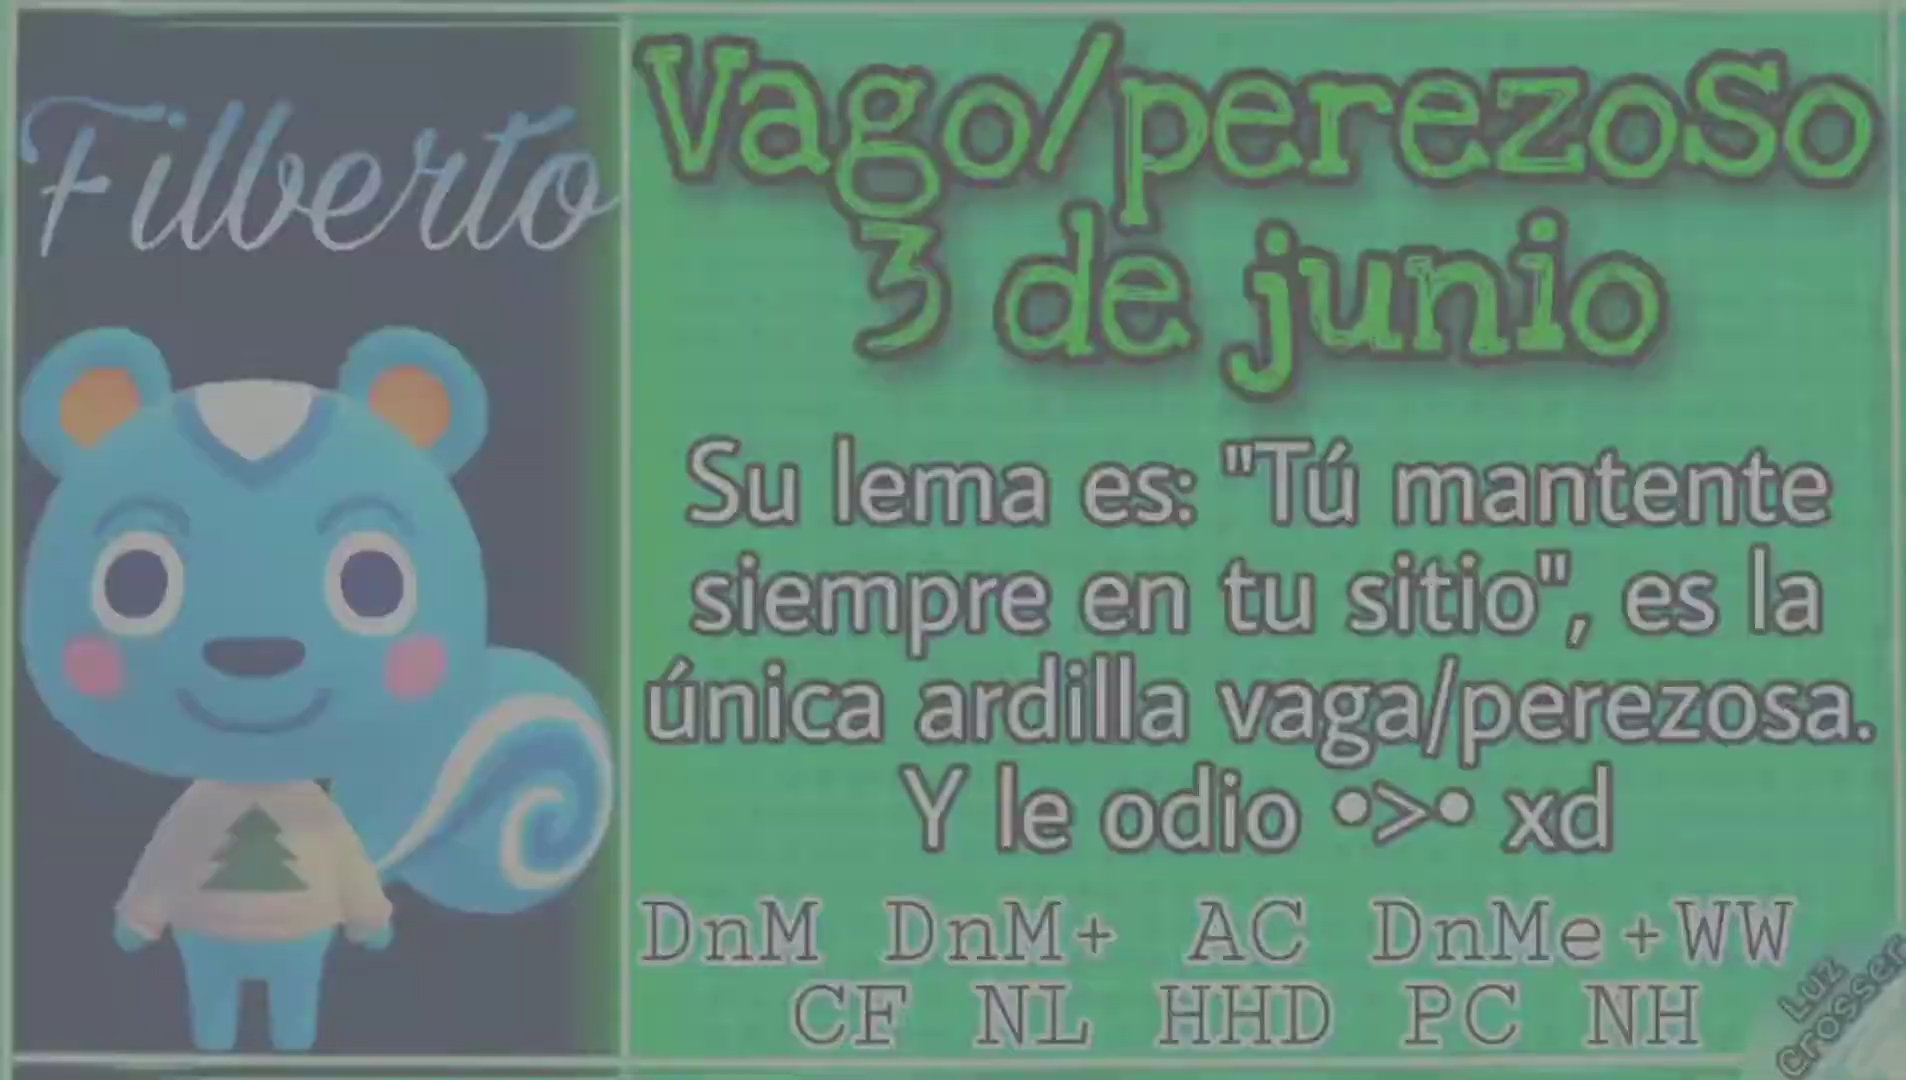 Filberto
Vago/perezoSo
3 de junio
Su lema es: "Tú mantente
siempre en tu sitio", es la
única ardilla vaga/perezosa.
Y le odio •>• xd
DnM DnM+ AC DnMe+WW
CF NL HHD PC NH
Luz
Crosser